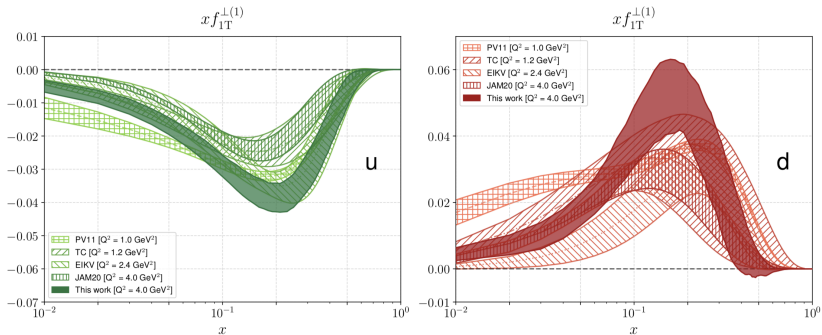 xf_{1T}^{⊥(1)}
0.01
0.00
−0.01
−0.02
−0.03
−0.04
−0.05
−0.06
−0.07
u
PV11 [Q² = 1.0 GeV²]
TC [Q² = 1.2 GeV²]
EIKV [Q² = 2.4 GeV²]
JAM20 [Q² = 4.0 GeV²]
This work [Q² = 4.0 GeV²]
10⁻² 10⁻¹ 10⁰
x
xf_{1T}^{⊥(1)}
PV11 [Q² = 1.0 GeV²]
TC [Q² = 1.2 GeV²]
EIKV [Q² = 2.4 GeV²]
JAM20 [Q² = 4.0 GeV²]
This work [Q² = 4.0 GeV²]
0.06
0.04
0.02
0.00
−0.01
d
10⁻² 10⁻¹ 10⁰
x